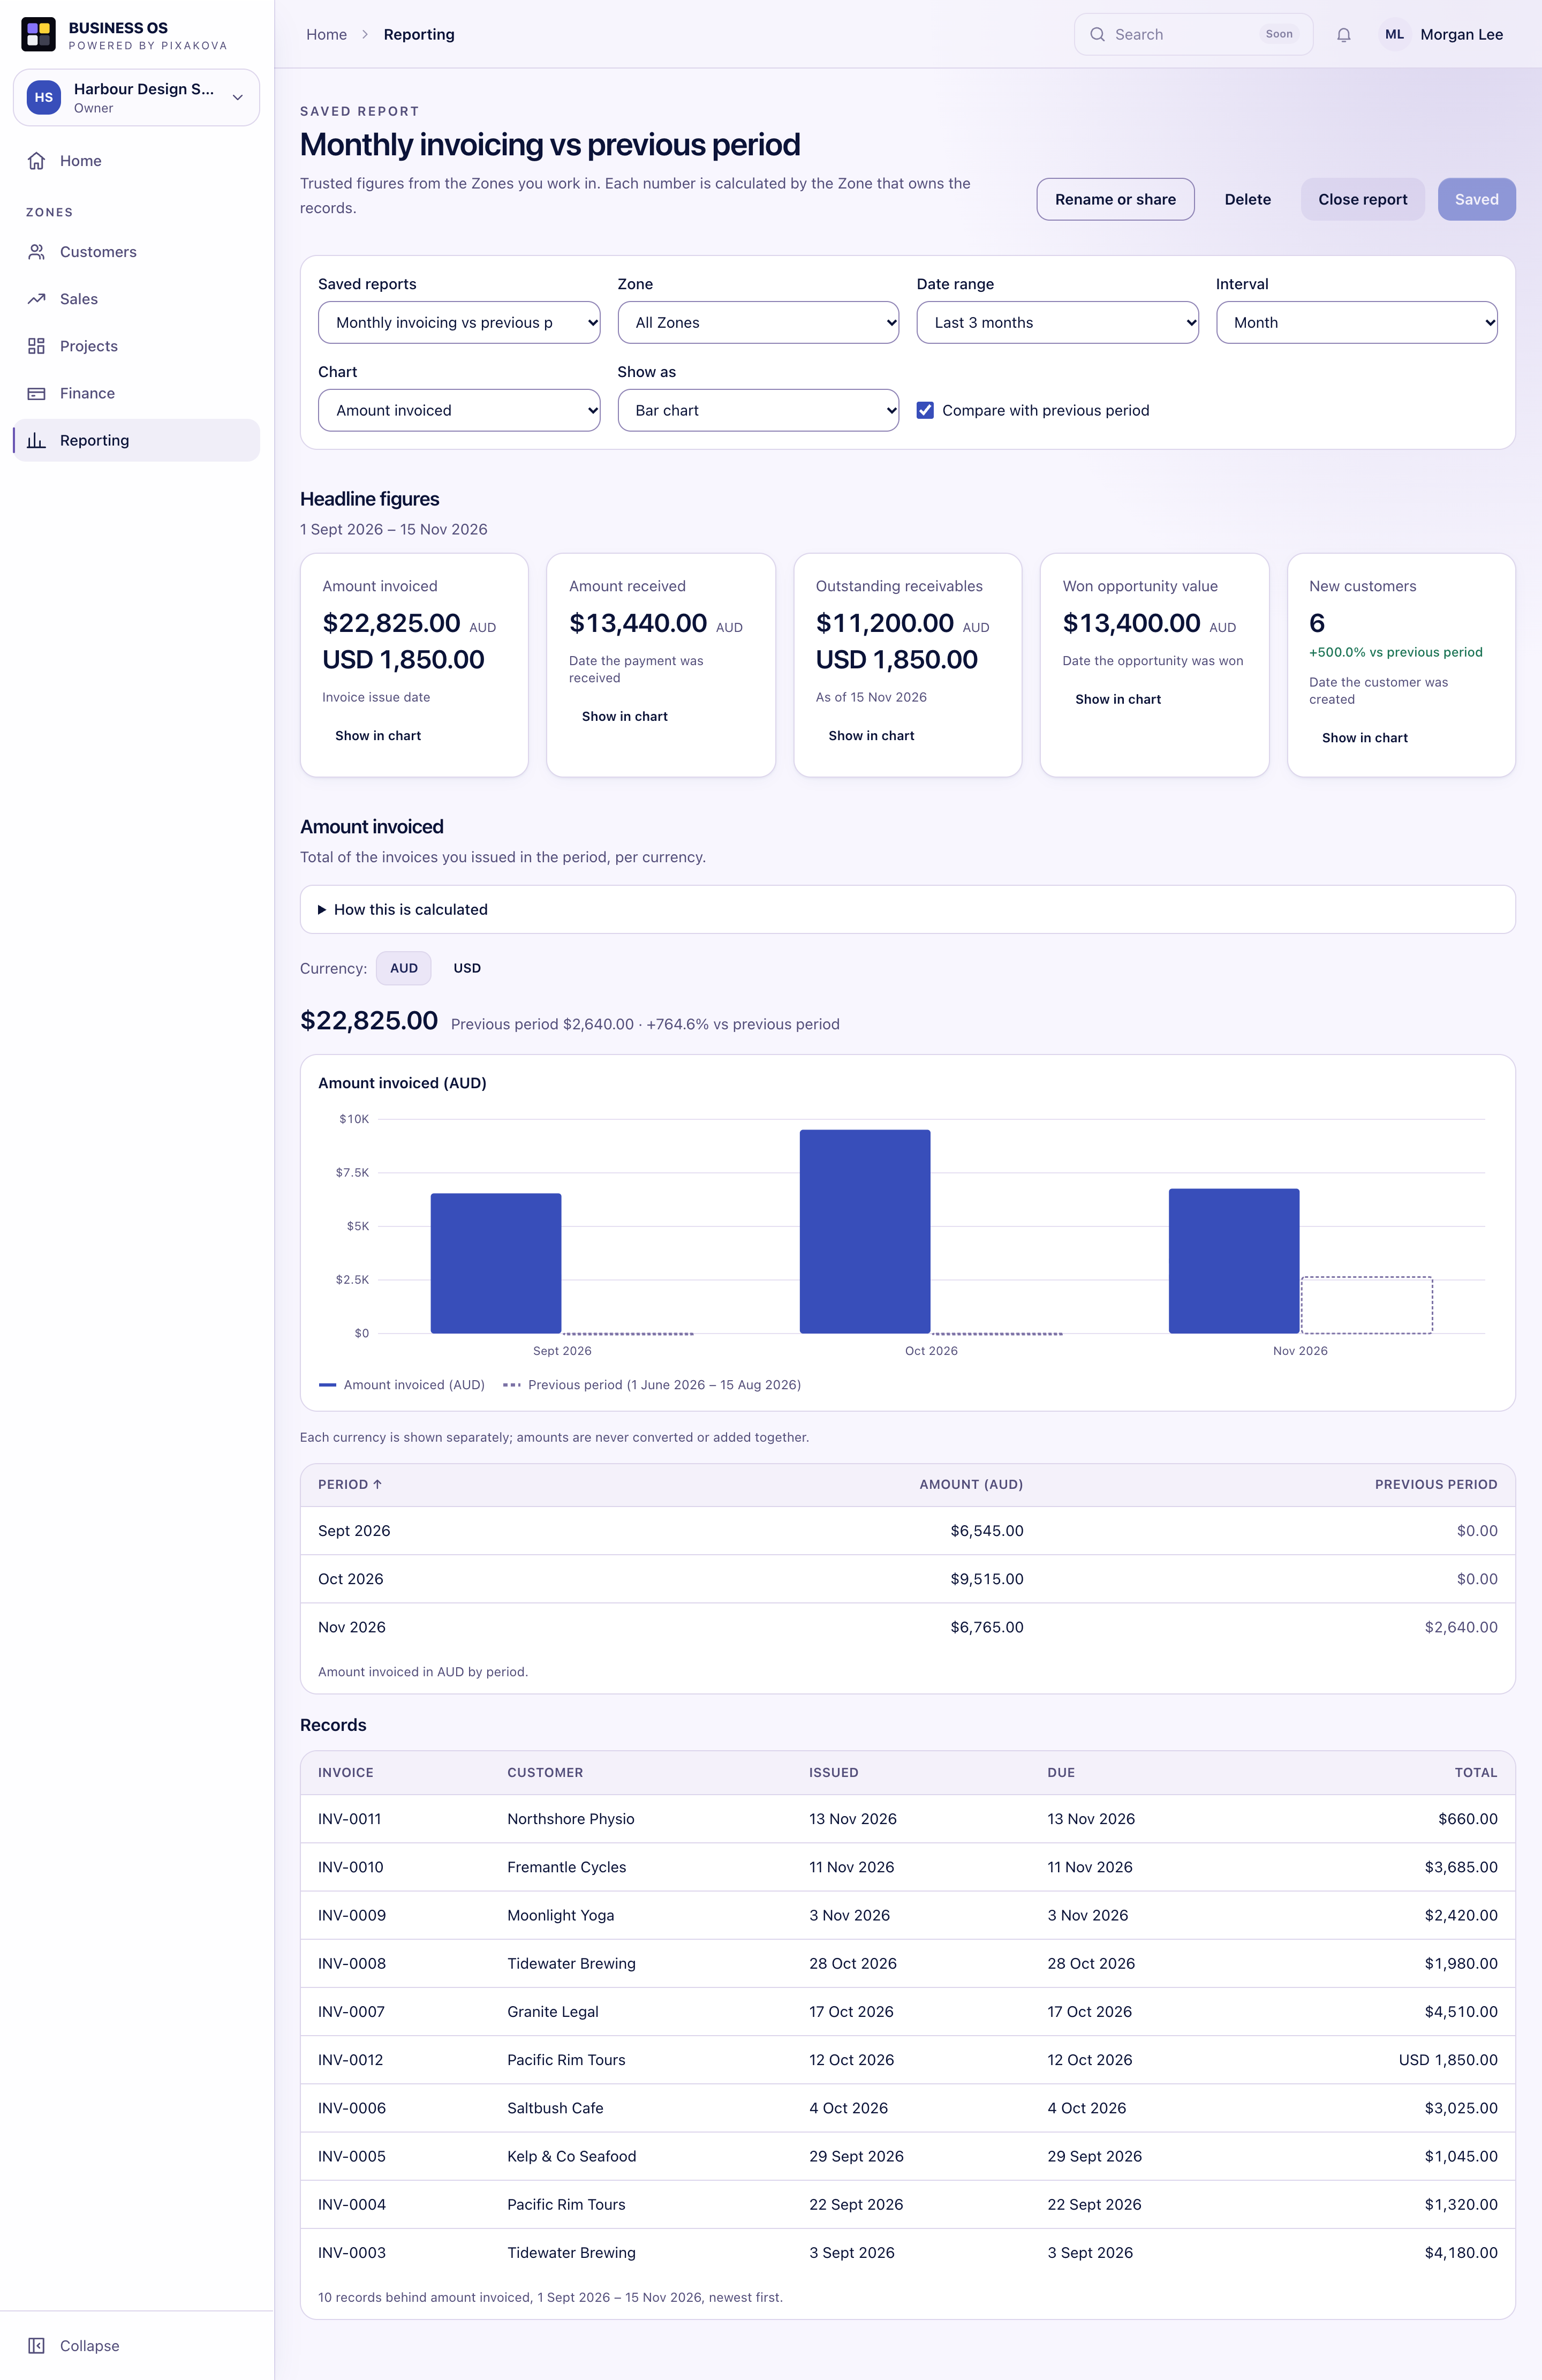 BUSINESS OS
POWERED BY PIXAKOVA
HS
Harbour Design S...
Owner
Home
ZONES
Customers
Sales
Projects
Finance
Reporting
Collapse
Home > Reporting
Search
Soon
ML
Morgan Lee
SAVED REPORT
Monthly invoicing vs previous period
Trusted figures from the Zones you work in. Each number is calculated by the Zone that owns the
records.
Rename or share
Delete
Close report
Saved
Saved reports
Zone
Date range
Interval
Monthly invoicing vs previous p
All Zones
Last 3 months
Month
Chart
Show as
Amount invoiced
Bar chart
Compare with previous period
Headline figures
1 Sept 2026 – 15 Nov 2026
Amount invoiced
$22,825.00 AUD
USD 1,850.00
Invoice issue date
Show in chart
Amount received
$13,440.00 AUD
Date the payment was
received
Show in chart
Outstanding receivables
$11,200.00 AUD
USD 1,850.00
As of 15 Nov 2026
Show in chart
Won opportunity value
$13,400.00 AUD
Date the opportunity was won
Show in chart
New customers
6
+500.0% vs previous period
Date the customer was
created
Show in chart
Amount invoiced
Total of the invoices you issued in the period, per currency.
How this is calculated
Currency: AUD USD
$22,825.00 Previous period $2,640.00 · +764.6% vs previous period
Amount invoiced (AUD)
$10K
$7.5K
$5K
$2.5K
$0
Sept 2026 Oct 2026 Nov 2026
Amount invoiced (AUD) Previous period (1 June 2026 – 15 Aug 2026)
Each currency is shown separately; amounts are never converted or added together.
PERIOD ↑ AMOUNT (AUD) PREVIOUS PERIOD
Sept 2026 $6,545.00 $0.00
Oct 2026 $9,515.00 $0.00
Nov 2026 $6,765.00 $2,640.00
Amount invoiced in AUD by period.
Records
INVOICE CUSTOMER ISSUED DUE TOTAL
INV-0011 Northshore Physio 13 Nov 2026 13 Nov 2026 $660.00
INV-0010 Fremantle Cycles 11 Nov 2026 11 Nov 2026 $3,685.00
INV-0009 Moonlight Yoga 3 Nov 2026 3 Nov 2026 $2,420.00
INV-0008 Tidewater Brewing 28 Oct 2026 28 Oct 2026 $1,980.00
INV-0007 Granite Legal 17 Oct 2026 17 Oct 2026 $4,510.00
INV-0012 Pacific Rim Tours 12 Oct 2026 12 Oct 2026 USD 1,850.00
INV-0006 Saltbush Cafe 4 Oct 2026 4 Oct 2026 $3,025.00
INV-0005 Kelp & Co Seafood 29 Sept 2026 29 Sept 2026 $1,045.00
INV-0004 Pacific Rim Tours 22 Sept 2026 22 Sept 2026 $1,320.00
INV-0003 Tidewater Brewing 3 Sept 2026 3 Sept 2026 $4,180.00
10 records behind amount invoiced, 1 Sept 2026 – 15 Nov 2026, newest first.